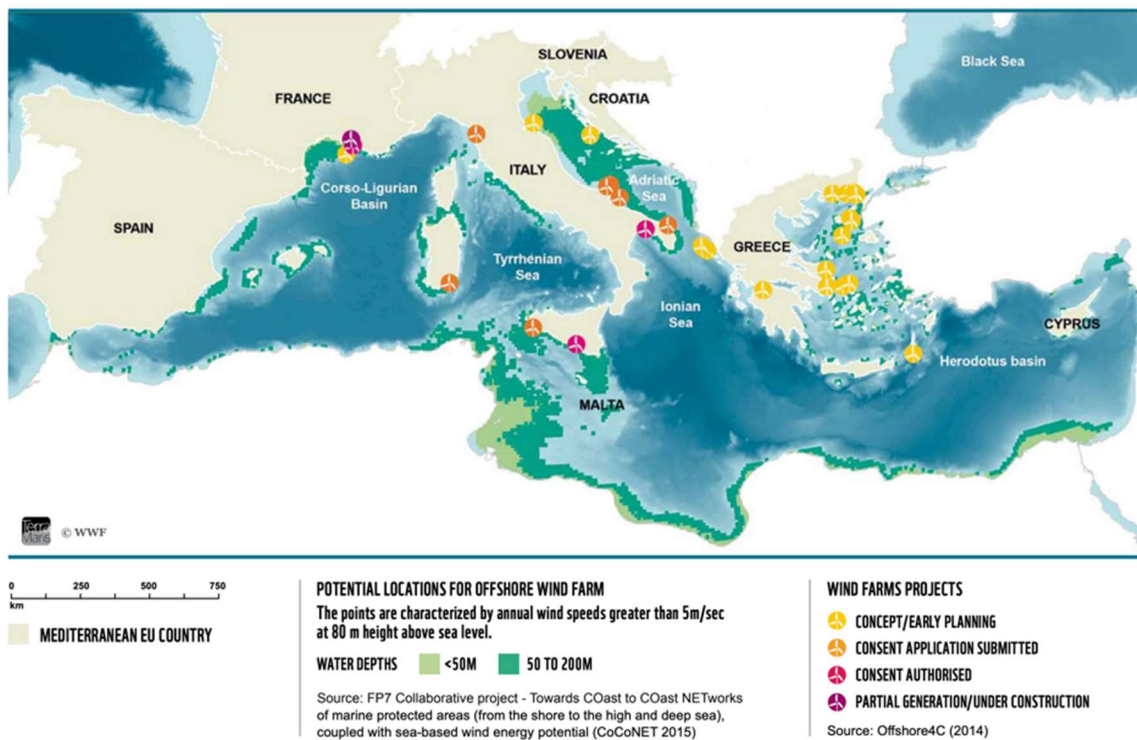 SLOVENIA
Black Sea
FRANCE
CROATIA
ITALY
Adriatic
Sea
Corso-Ligurian
Basin
SPAIN
GREECE
Tyrrhenian
Sea
Ionian
Sea
CYPRUS
Herodotus basin
MALTA
Terra
Maris
© WWF
0 250 500 750
km
MEDITERRANEAN EU COUNTRY
POTENTIAL LOCATIONS FOR OFFSHORE WIND FARM
The points are characterized by annual wind speeds greater than 5m/sec
at 80 m height above sea level.
WATER DEPTHS <50M 50 TO 200M
Source: FP7 Collaborative project - Towards COast to COast NETworks
of marine protected areas (from the shore to the high and deep sea),
coupled with sea-based wind energy potential (CoCoNET 2015)
WIND FARMS PROJECTS
CONCEPT/EARLY PLANNING
CONSENT APPLICATION SUBMITTED
CONSENT AUTHORISED
PARTIAL GENERATION/UNDER CONSTRUCTION
Source: Offshore4C (2014)